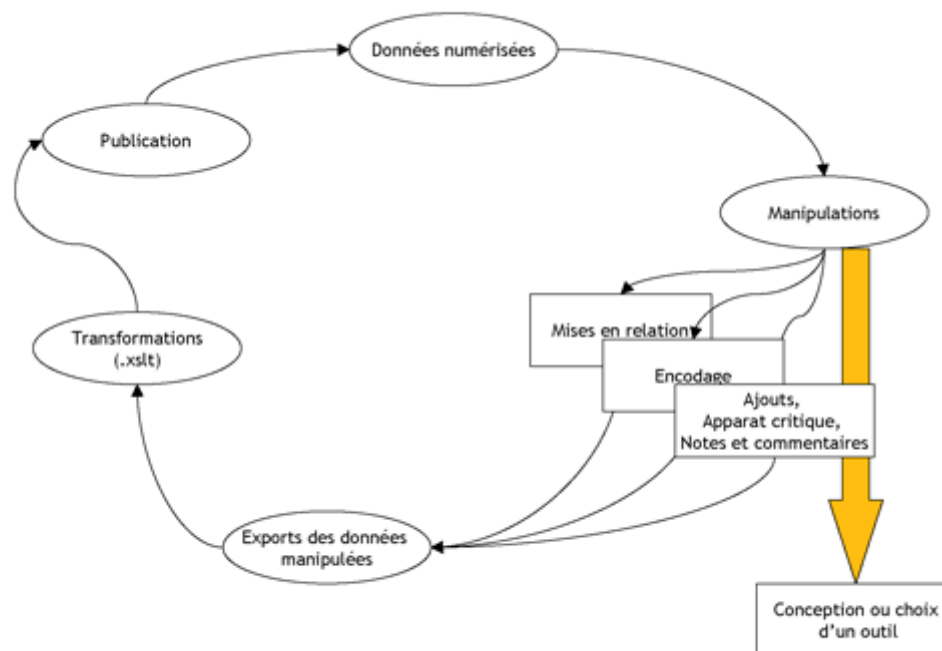 Données numérisées
Publication
Manipulations
Mises en relation
Encodage
Ajouts,
Apparat critique,
Notes et commentaires
Transformations
(.xslt)
Exports des données
manipulées
Conception ou choix
d'un outil